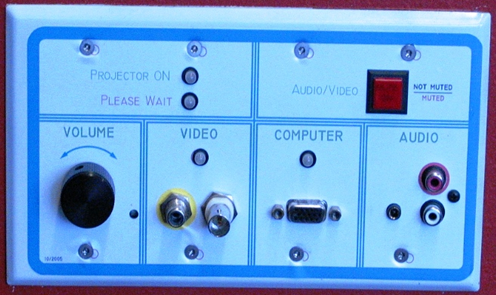 PROJECTOR ON
PLEASE WAIT
AUDIO/VIDEO
NOT MUTED
MUTED
VOLUME
VIDEO
COMPUTER
AUDIO